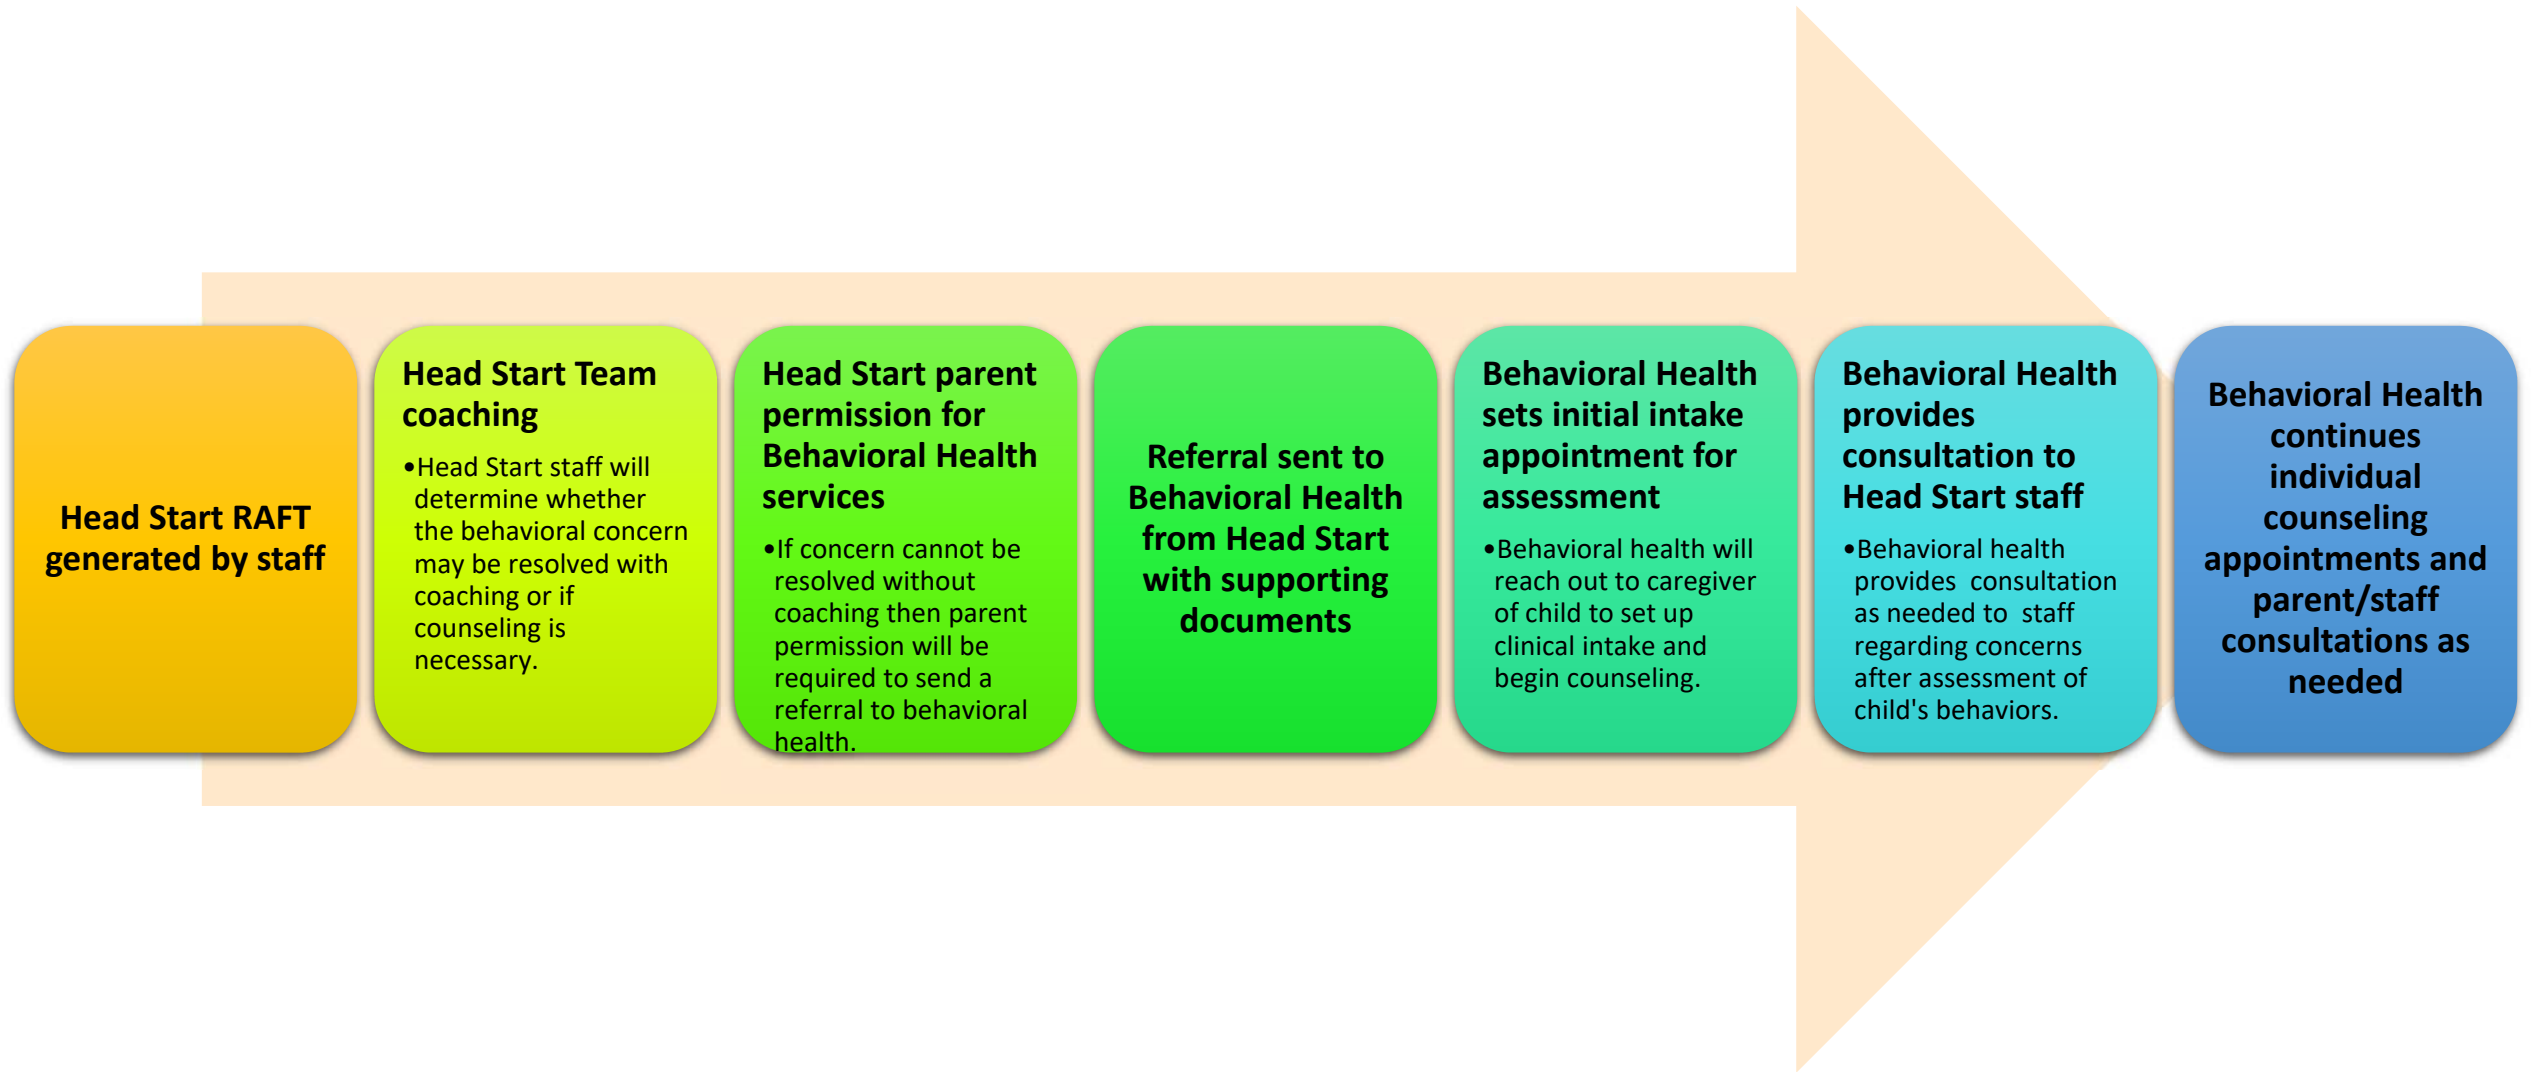 Head Start RAFT
generated by staff
Head Start Team
coaching
•Head Start staff will
determine whether
the behavioral concern
may be resolved with
coaching or if
counseling is
necessary.
Head Start parent
permission for
Behavioral Health
services
•If concern cannot be
resolved without
coaching then parent
permission will be
required to send a
referral to behavioral
health.
Referral sent to
Behavioral Health
from Head Start
with supporting
documents
Behavioral Health
sets initial intake
appointment for
assessment
•Behavioral health will
reach out to caregiver
of child to set up
clinical intake and
begin counseling.
Behavioral Health
provides
consultation to
Head Start staff
•Behavioral health
provides  consultation
as needed to  staff
regarding concerns
after assessment of
child's behaviors.
Behavioral Health
continues
individual
counseling
appointments and
parent/staff
consultations as
needed